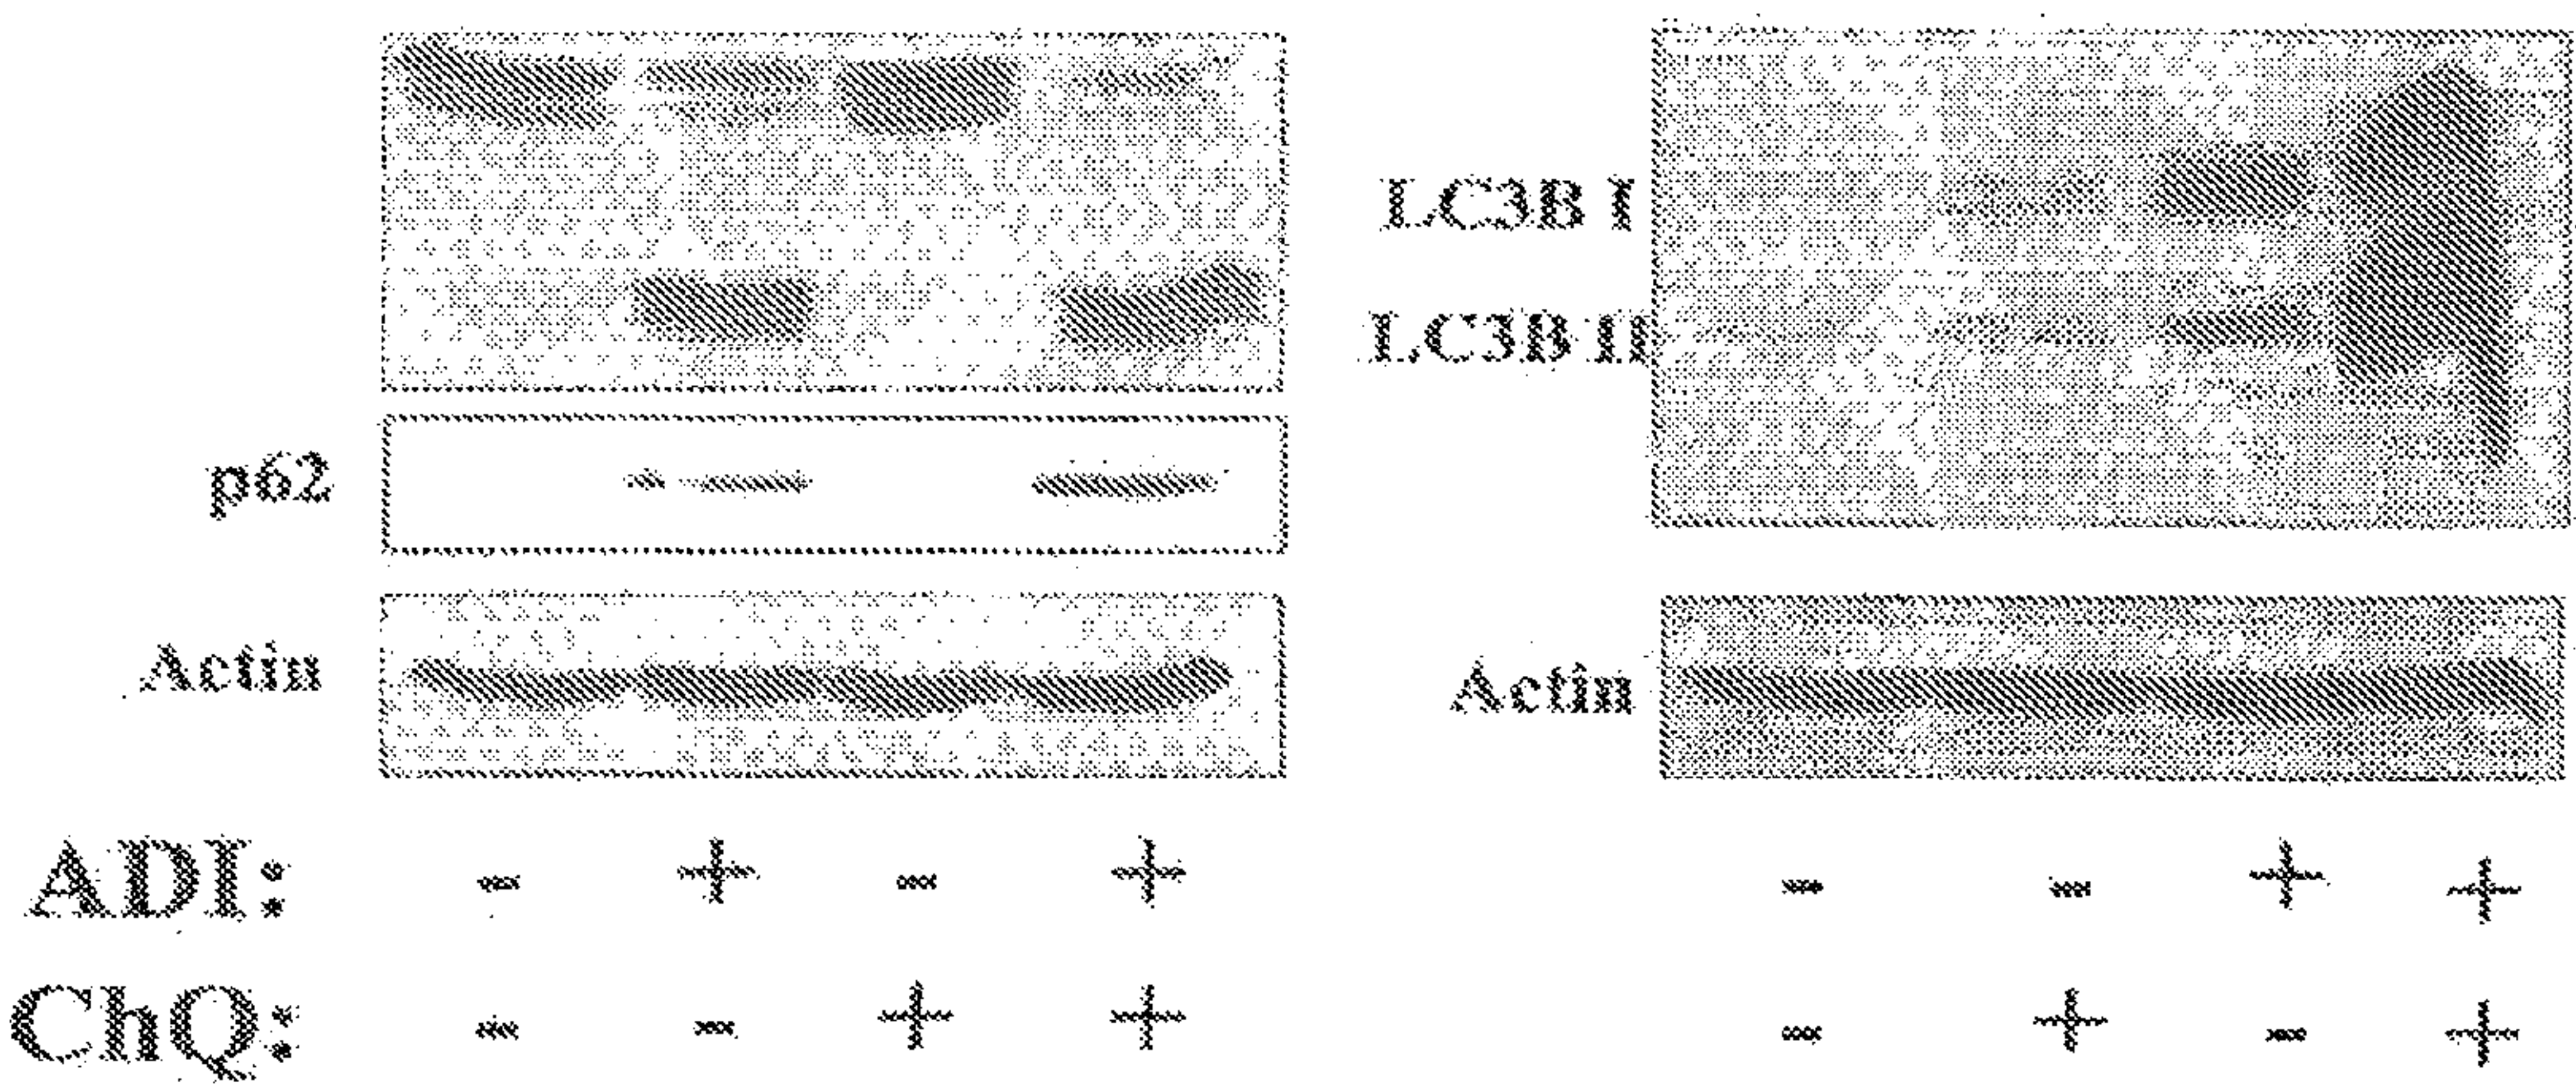 LC3B I
LC3B II
p62
Actin
Actin
ADI: - + - + - - + +
ChQ: - - + + - + - +